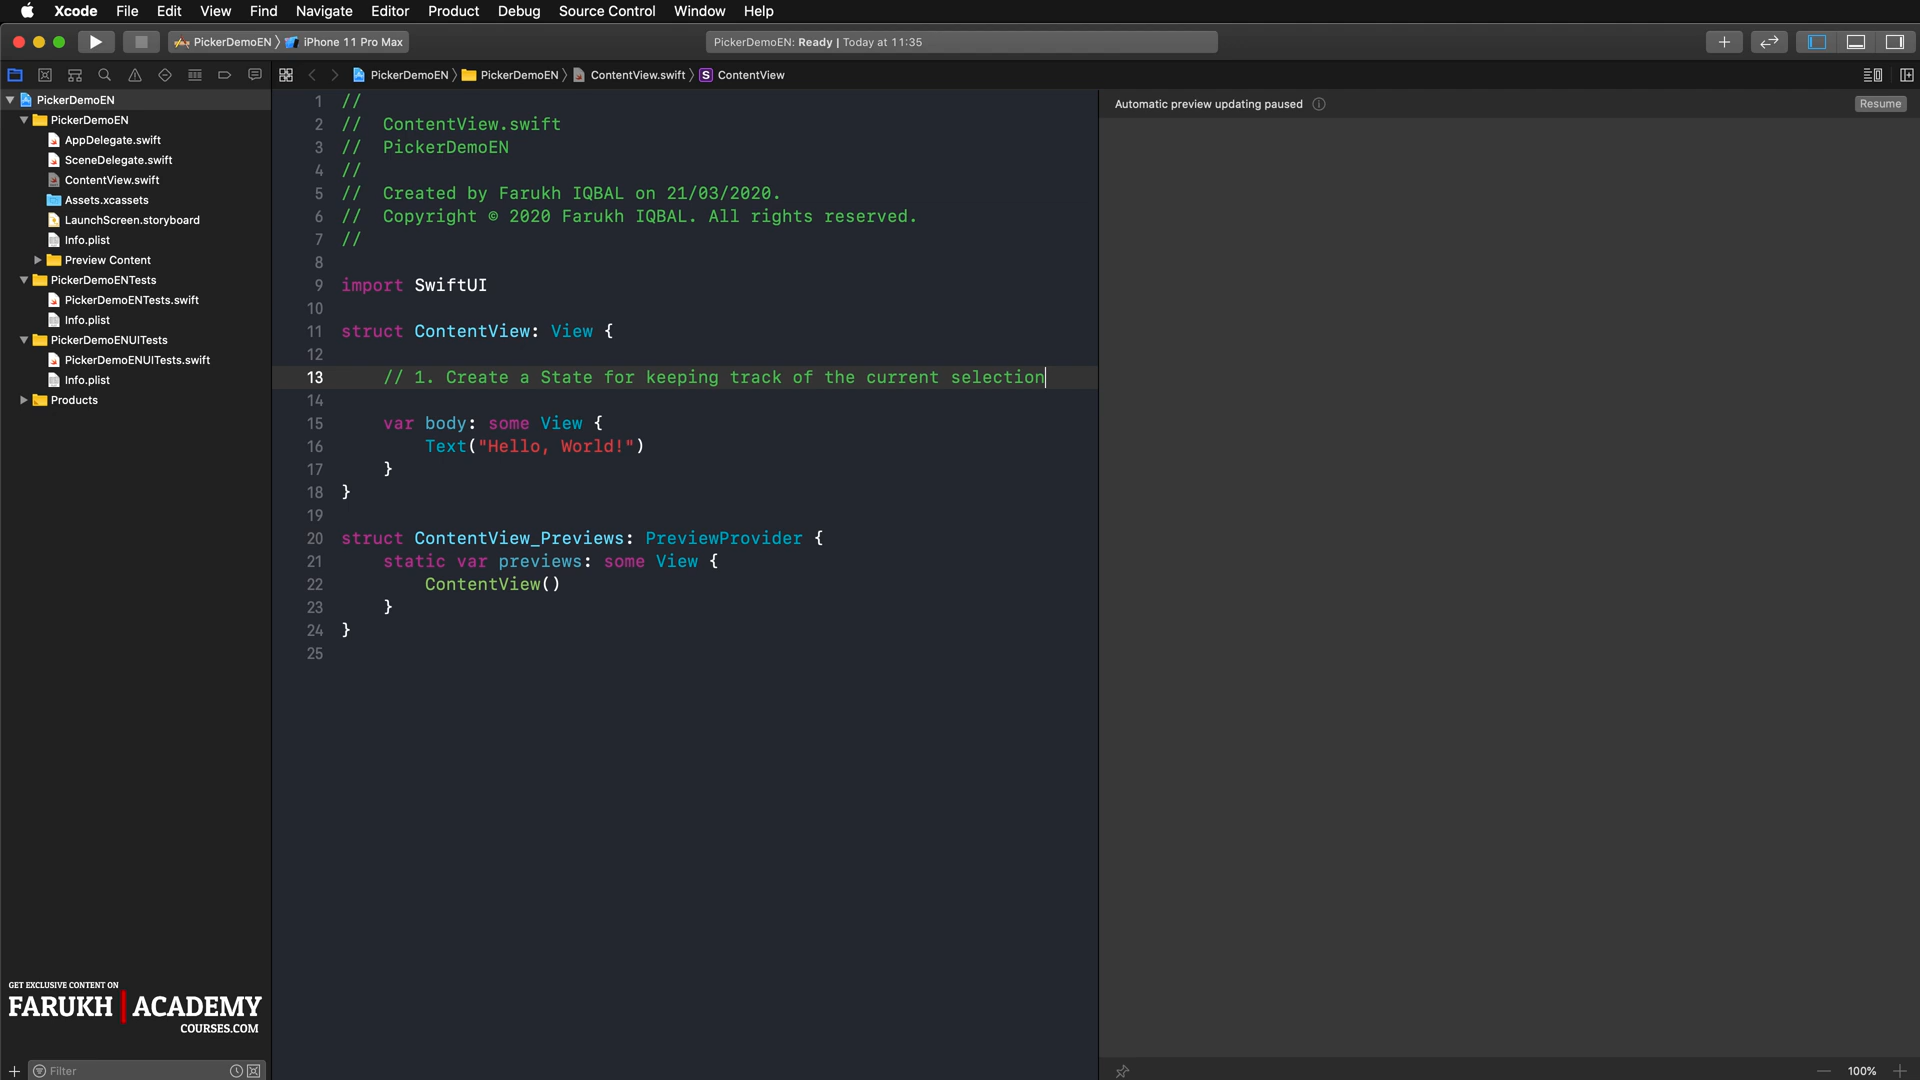 Xcode File Edit View Find Navigate Editor Product Debug Source Control Window Help
PickerDemoEN iPhone 11 Pro Max PickerDemoEN: Ready | Today at 11:35
PickerDemoEN PickerDemoEN ContentView.swift S ContentView
PickerDemoEN
PickerDemoEN
AppDelegate.swift
SceneDelegate.swift
ContentView.swift
Assets.xcassets
LaunchScreen.storyboard
Info.plist
Preview Content
PickerDemoENTests
PickerDemoENTests.swift
Info.plist
PickerDemoENUITests
PickerDemoENUITests.swift
Info.plist
Products
GET EXCLUSIVE CONTENT ON
FARUKH ACADEMY
COURSES.COM
Filter
1 //
2 // ContentView.swift
3 // PickerDemoEN
4 //
5 // Created by Farukh IQBAL on 21/03/2020.
6 // Copyright © 2020 Farukh IQBAL. All rights reserved.
7 //
8
9 import SwiftUI
10
11 struct ContentView: View {
12
13 // 1. Create a State for keeping track of the current selection
14
15 var body: some View {
16 Text("Hello, World!")
17 }
18 }
19
20 struct ContentView_Previews: PreviewProvider {
21 static var previews: some View {
22 ContentView()
23 }
24 }
25
Automatic preview updating paused Resume
100%